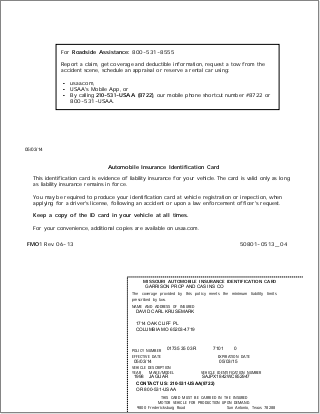 For Roadside Assistance: 800-531-8555
Report a claim, get coverage and deductible information, request a tow from the
accident scene, schedule an appraisal or reserve a rental car using:
• usaa.com,
• USAA's Mobile App, or
• By calling 210-531-USAA (8722), our mobile phone shortcut number #8722 or
800-531-USAA.
05/03/14
Automobile Insurance Identification Card
This identification card is evidence of liability insurance for your vehicle. The card is valid only as long
as liability insurance remains in force.
You may be required to produce your identification card at vehicle registration or inspection, when
applying for a driver's license, following an accident or upon a law enforcement officer's request.
Keep a copy of the ID card in your vehicle at all times.
For your convenience, additional copies are available on usaa.com.
FMO1 Rev. 06-13
50801-0513__04
MISSOURI AUTOMOBILE INSURANCE IDENTIFICATION CARD
GARRISON PROP AND CAS INS CO
The coverage provided by this policy meets the minimum liability limits
prescribed by law.
NAME AND ADDRESS OF INSURED
DAVID CARL KRUSEMARK
1714 OAK CLIFF PL
COLUMBIA MO 65203-4719
POLICY NUMBER 7101 0
EFFECTIVE DATE EXPIRATION DATE
05/03/14 05/03/15
VEHICLE DESCRIPTION
YEAR MAKE/MODEL VEHICLE IDENTIFICATION NUMBER
1998 JAGUAR
CONTACT US: 210-531-USAA(8722)
OR 800-531-USAA
THIS CARD MUST BE CARRIED IN THE INSURED
MOTOR VEHICLE FOR PRODUCTION UPON DEMAND.
9800 Fredericksburg Road San Antonio, Texas 78288